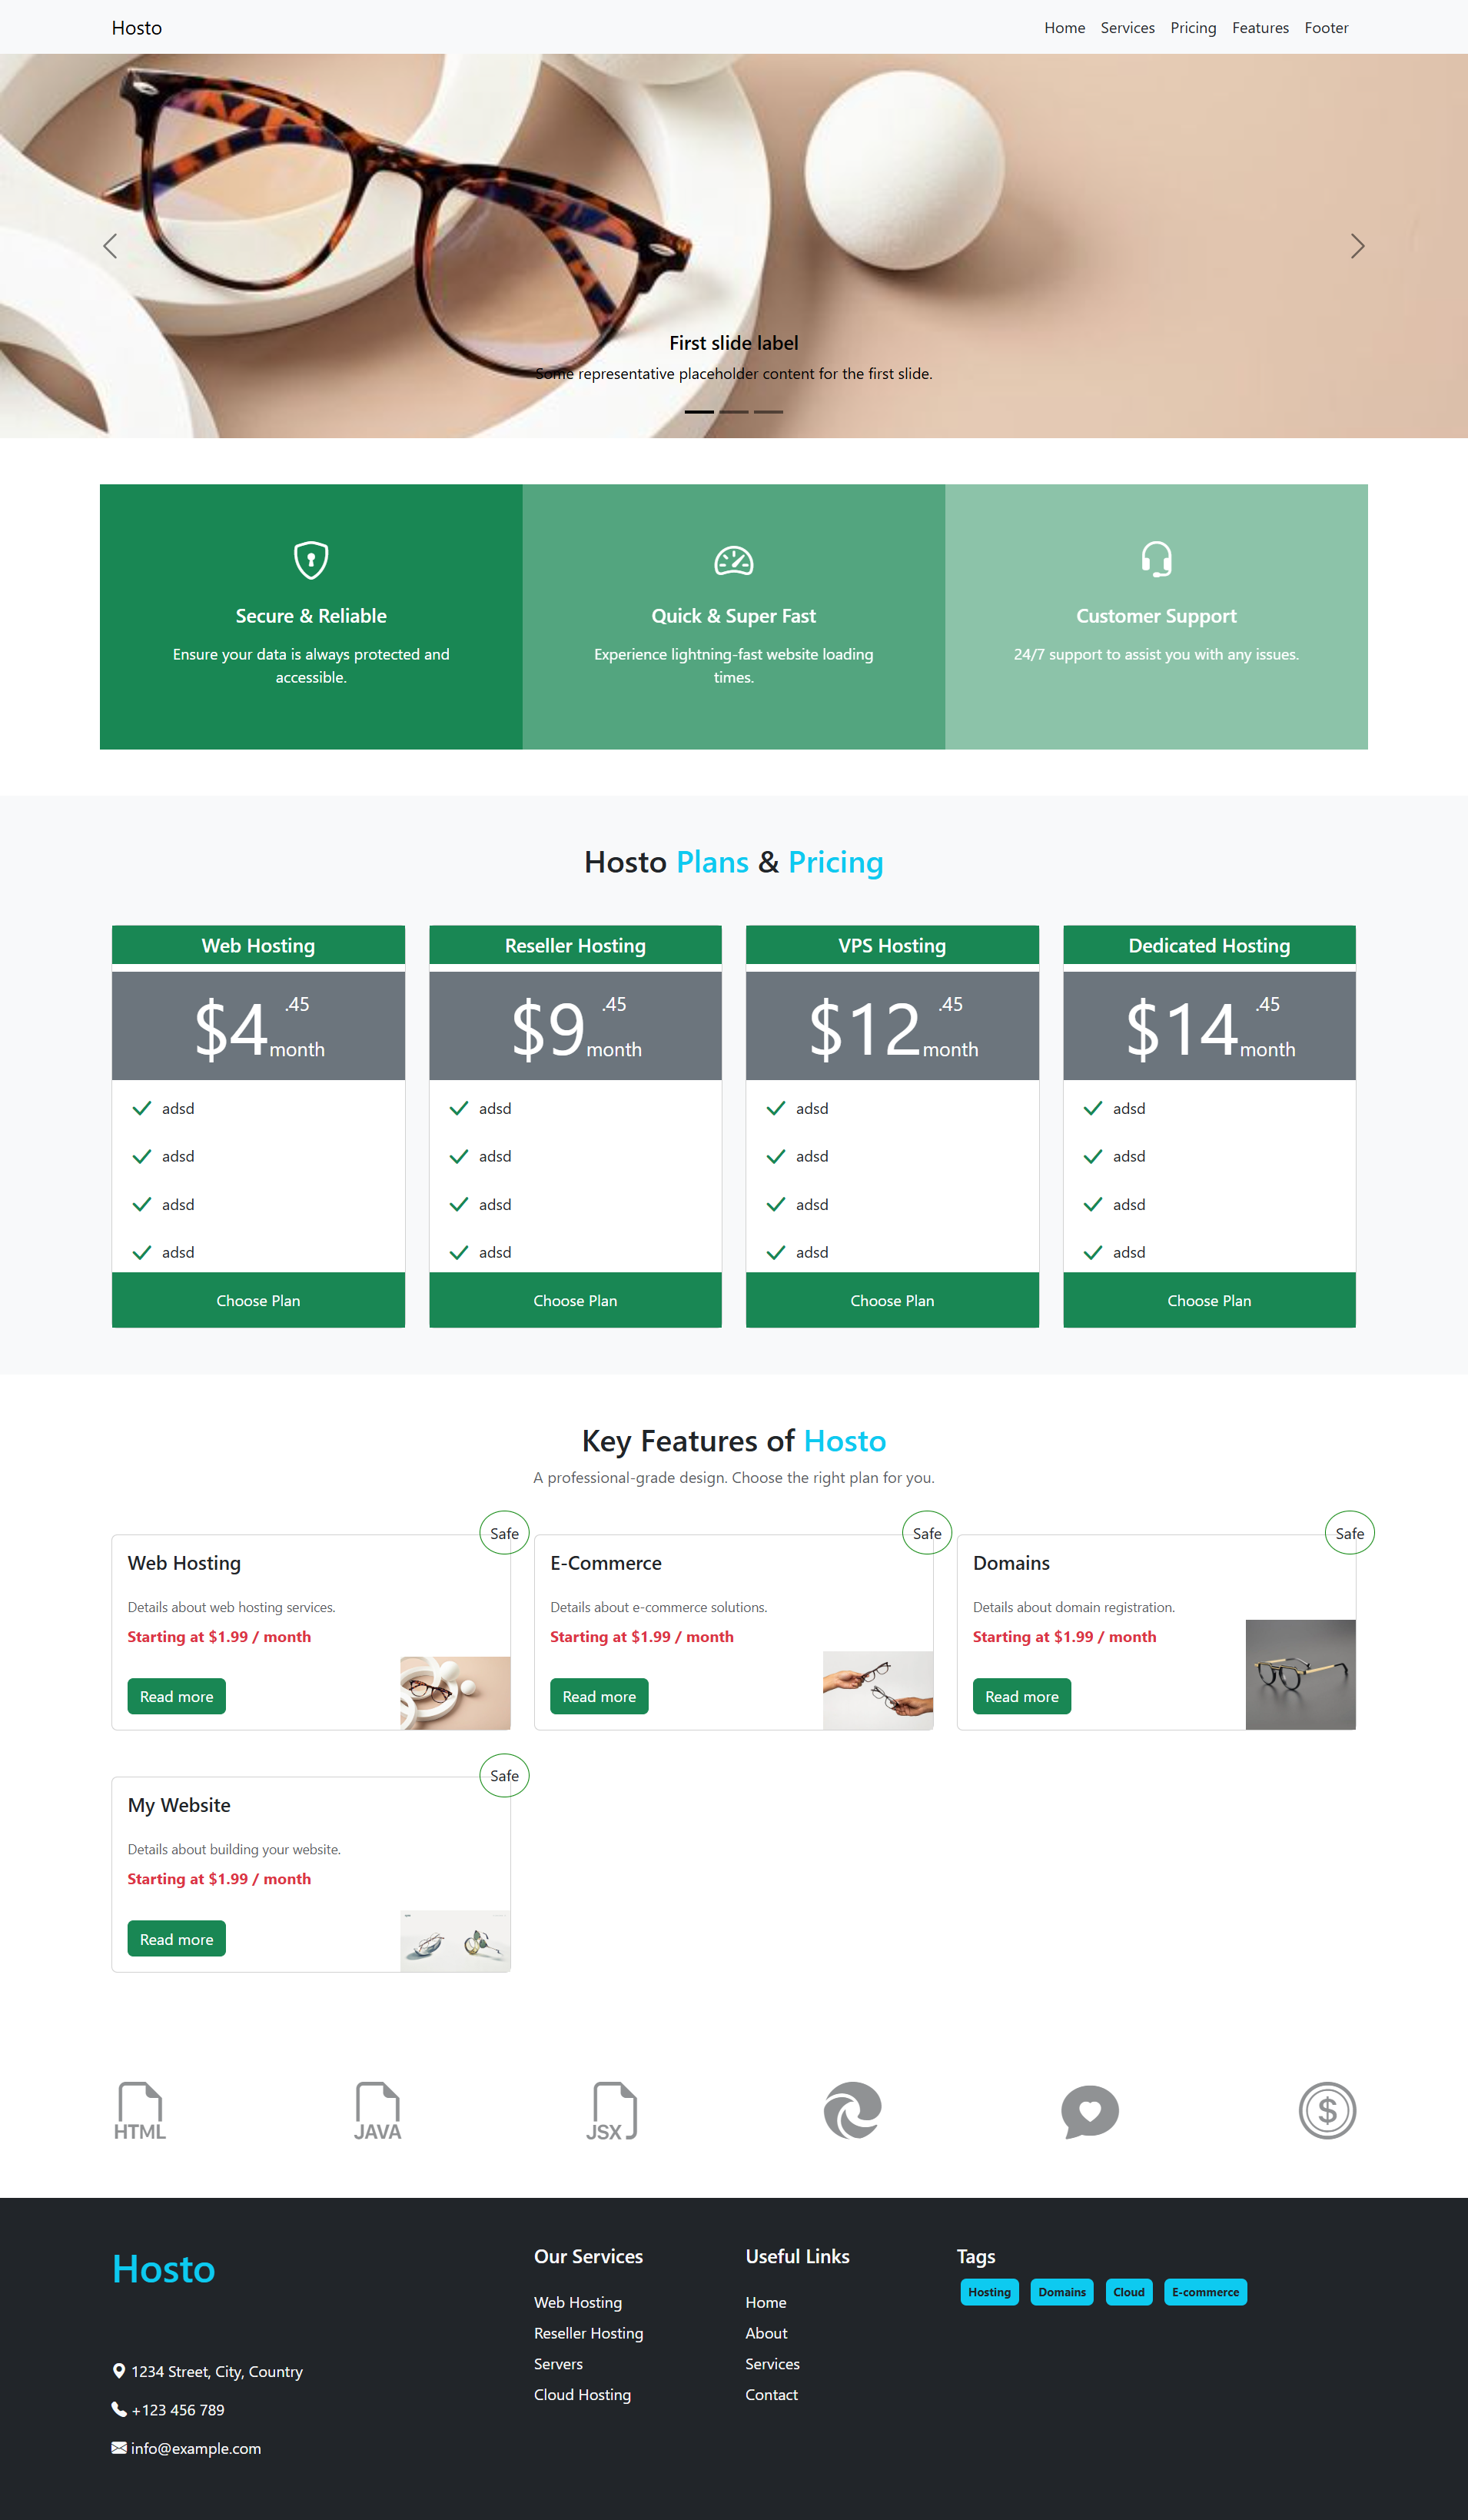 Hosto
Home Services Pricing Features Footer
First slide label
Some representative placeholder content for the first slide.
Secure & Reliable
Ensure your data is always protected and
accessible.
Quick & Super Fast
Experience lightning-fast website loading
times.
Customer Support
24/7 support to assist you with any issues.
Hosto Plans & Pricing
Web Hosting
$4 .45
month
adsd
adsd
adsd
adsd
Choose Plan
Reseller Hosting
$9 .45
month
adsd
adsd
adsd
adsd
Choose Plan
VPS Hosting
$12 .45
month
adsd
adsd
adsd
adsd
Choose Plan
Dedicated Hosting
$14 .45
month
adsd
adsd
adsd
adsd
Choose Plan
Key Features of Hosto
A professional-grade design. Choose the right plan for you.
Safe
Web Hosting
Details about web hosting services.
Starting at $1.99 / month
Read more
Safe
E-Commerce
Details about e-commerce solutions.
Starting at $1.99 / month
Read more
Safe
Domains
Details about domain registration.
Starting at $1.99 / month
Read more
Safe
My Website
Details about building your website.
Starting at $1.99 / month
Read more
HTML
JAVA
JSX
$
Hosto
1234 Street, City, Country
+123 456 789
info@example.com
Our Services
Web Hosting
Reseller Hosting
Servers
Cloud Hosting
Useful Links
Home
About
Services
Contact
Tags
Hosting Domains Cloud E-commerce